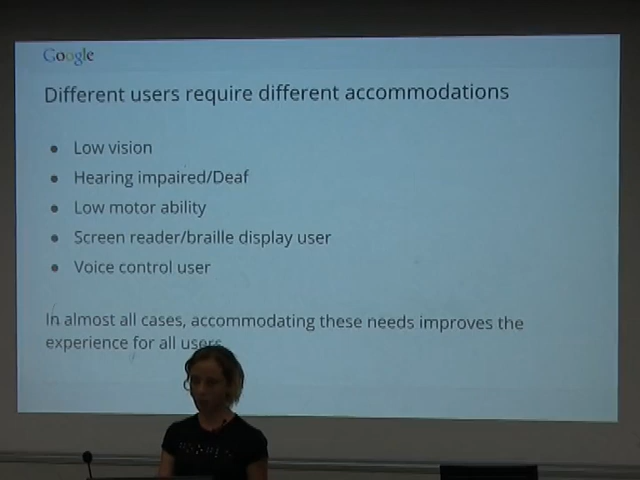 Google
Different users require different accommodations
• Low vision
• Hearing impaired/Deaf
• Low motor ability
• Screen reader/braille display user
• Voice control user
In almost all cases, accommodating these needs improves the
experience for all users